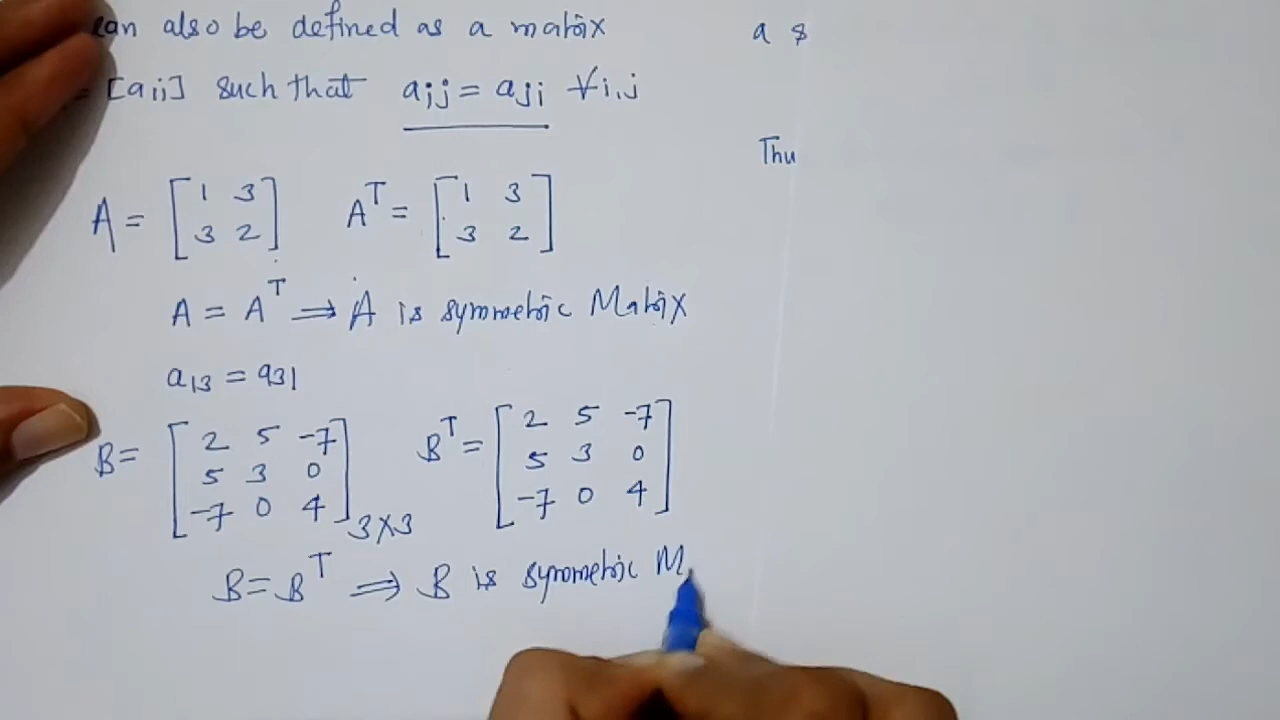 can also be defined as a matrix
= [aij] such that aij = aji ∀i,j
A = [1 3 3 2] Aᵀ = [1 3 3 2]
A = Aᵀ ⟹ A is symmetric Matrix
a13 = a31
B = [2 5 -7 5 3 0 -7 0 4] 3×3 Bᵀ = [2 5 -7 5 3 0 -7 0 4]
B = Bᵀ ⟹ B is symmetric M
a s
Thu